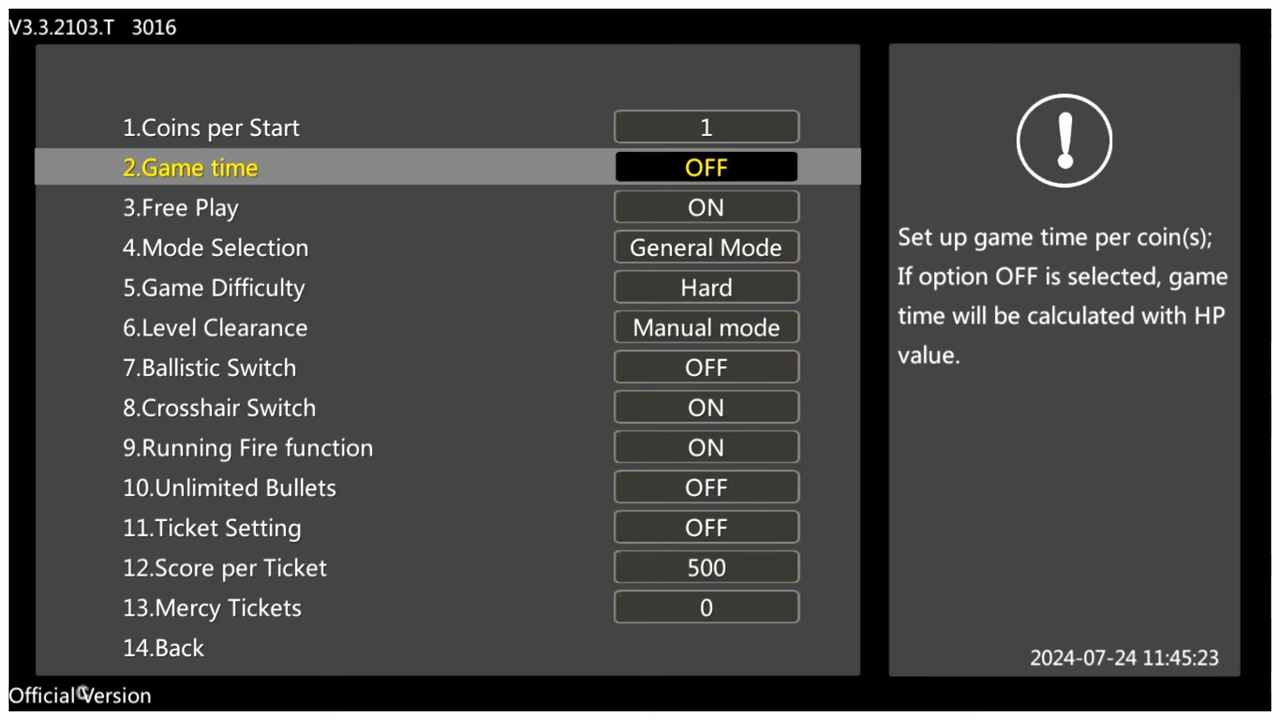 V3.3.2103.T 3016
1.Coins per Start 1
2.Game time OFF
3.Free Play ON
4.Mode Selection General Mode
5.Game Difficulty Hard
6.Level Clearance Manual mode
7.Ballistic Switch OFF
8.Crosshair Switch ON
9.Running Fire function ON
10.Unlimited Bullets OFF
11.Ticket Setting OFF
12.Score per Ticket 500
13.Mercy Tickets 0
14.Back
Set up game time per coin(s);
If option OFF is selected, game
time will be calculated with HP
value.
2024-07-24 11:45:23
Official Version